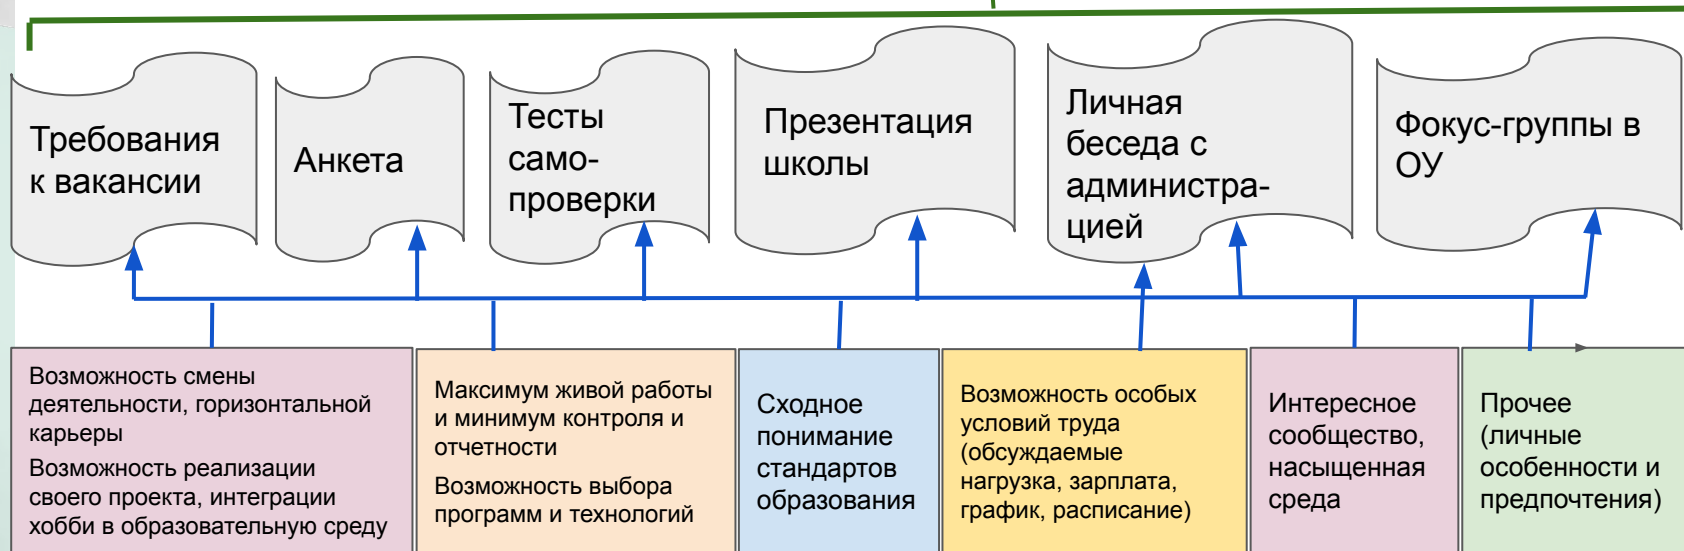 Требования
к вакансии
Анкета
Тесты
само-
проверки
Презентация
школы
Личная
беседа с
администра-
цией
Фокус-группы в
ОУ
Возможность смены
деятельности, горизонтальной
карьеры
Возможность реализации
своего проекта, интеграции
хобби в образовательную среду
Максимум живой работы
и минимум контроля и
отчетности
Возможность выбора
программ и технологий
Сходное
понимание
стандартов
образования
Возможность особых
условий труда
(обсуждаемые
нагрузка, зарплата,
график, расписание)
Интересное
сообщество,
насыщенная
среда
Прочее
(личные
особенности и
предпочтения)